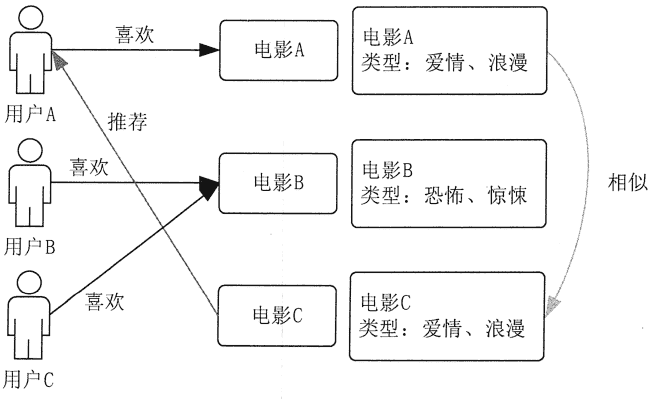 喜欢
电影A
电影A
类型：爱情、浪漫
用户A
推荐
喜欢
电影B
电影B
类型：恐怖、惊悚
相似
用户B
喜欢
电影C
电影C
类型：爱情、浪漫
用户C